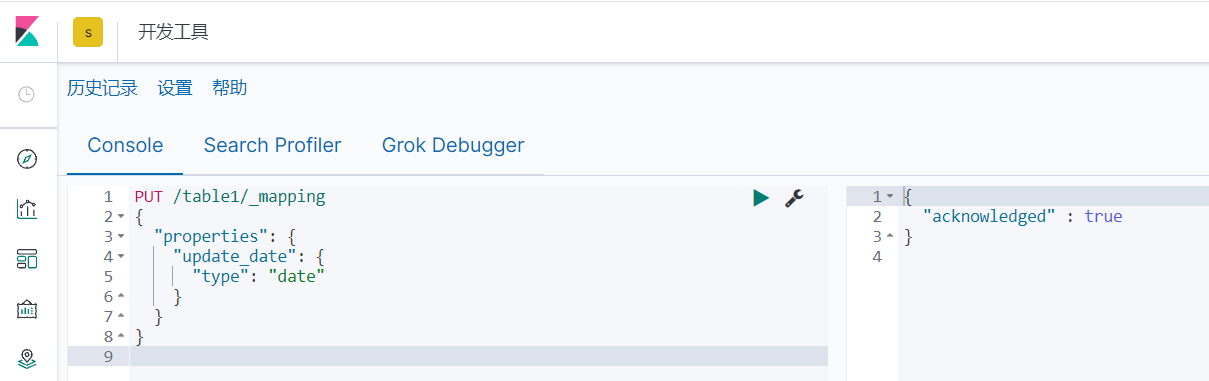 s 开发工具
历史记录 设置 帮助
Console Search Profiler Grok Debugger
1 PUT /table1/_mapping
2 {
3 "properties": {
4 "update_date": {
5 "type": "date"
6 }
7 }
8 }
9
1 {
2 "acknowledged" : true
3 }
4